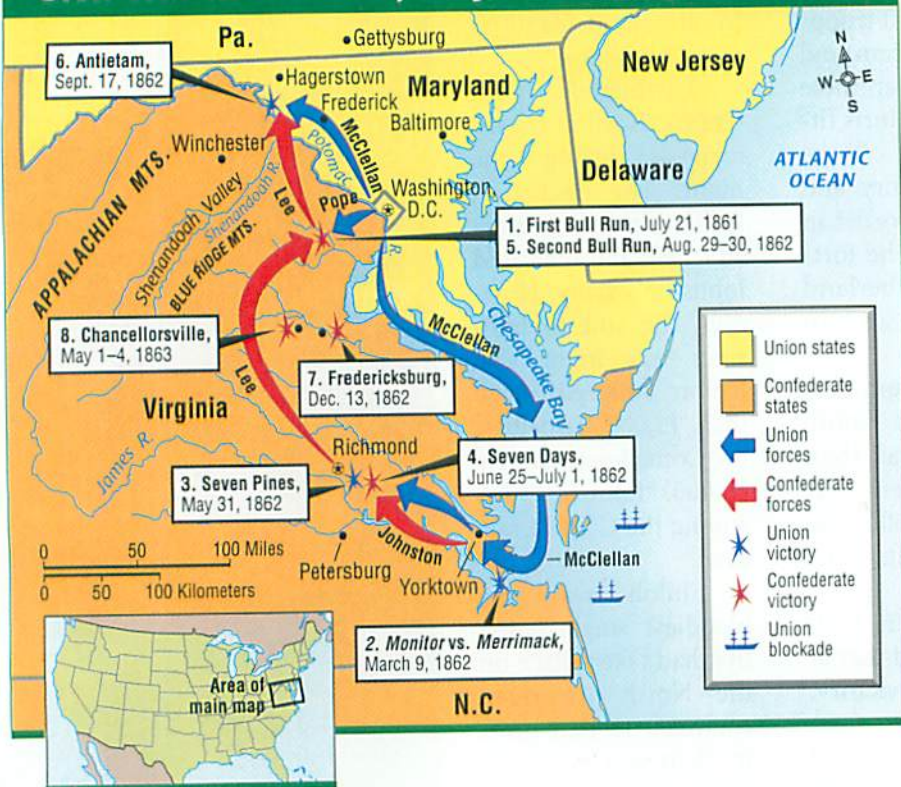 Pa.
Gettysburg
6. Antietam,
Sept. 17, 1862
Hagerstown
Frederick
Maryland
New Jersey
N
W E
S
Baltimore
McClellan
Potomac
R.
Winchester
Delaware
ATLANTIC
OCEAN
APPALACHIAN MTS.
Shenandoah Valley
Shenandoah R.
BLUE RIDGE MTS.
Lee
Pope
Washington,
D.C.
1. First Bull Run, July 21, 1861
5. Second Bull Run, Aug. 29–30, 1862
McClellan
Chesapeake Bay
8. Chancellorsville,
May 1–4, 1863
Lee
7. Fredericksburg,
Dec. 13, 1862
Virginia
Richmond
James R.
3. Seven Pines,
May 31, 1862
4. Seven Days,
June 25–July 1, 1862
Johnston
Petersburg
Yorktown
McClellan
0 50 100 Miles
0 50 100 Kilometers
2. Monitor vs. Merrimack,
March 9, 1862
N.C.
Area of
main map
Union states
Confederate
states
Union
forces
Confederate
forces
Union
victory
Confederate
victory
Union
blockade